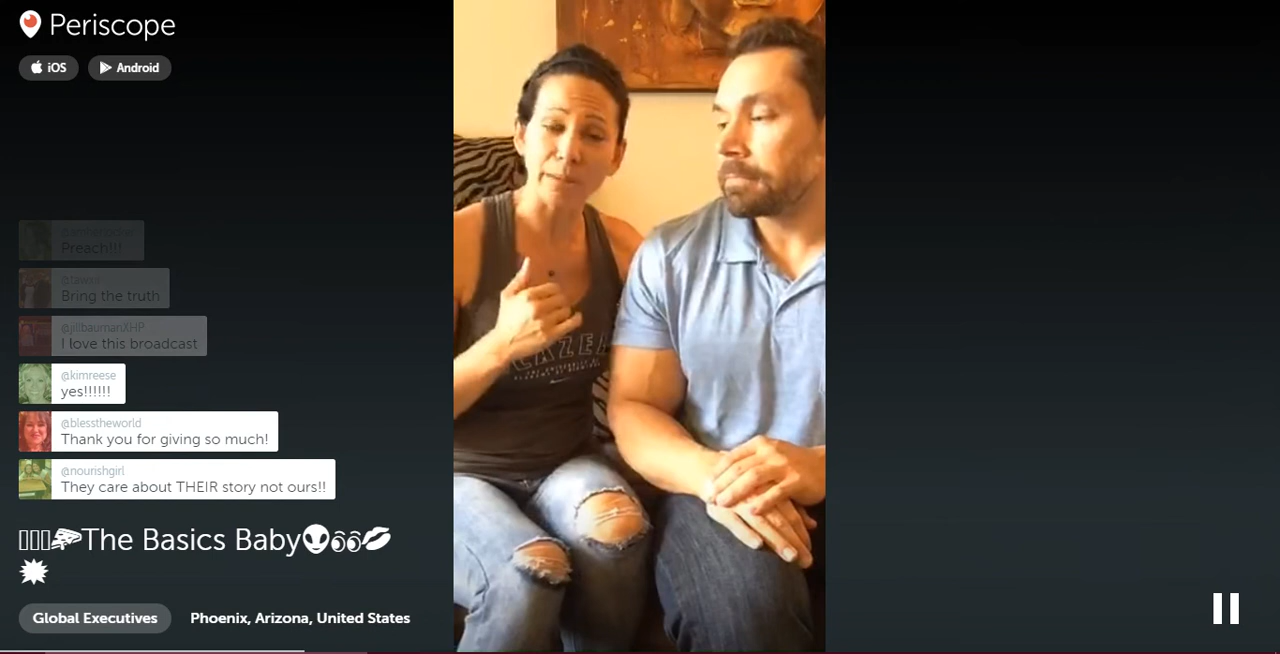 Periscope
iOS
Android
Preach!!!
Bring the truth
@jillbaumanXHP
I love this broadcast
@kimreese
yes!!!!!!
@blesstheworld
Thank you for giving so much!
@nourishgirl
They care about THEIR story not ours!!
The Basics Baby
Global Executives
Phoenix, Arizona, United States